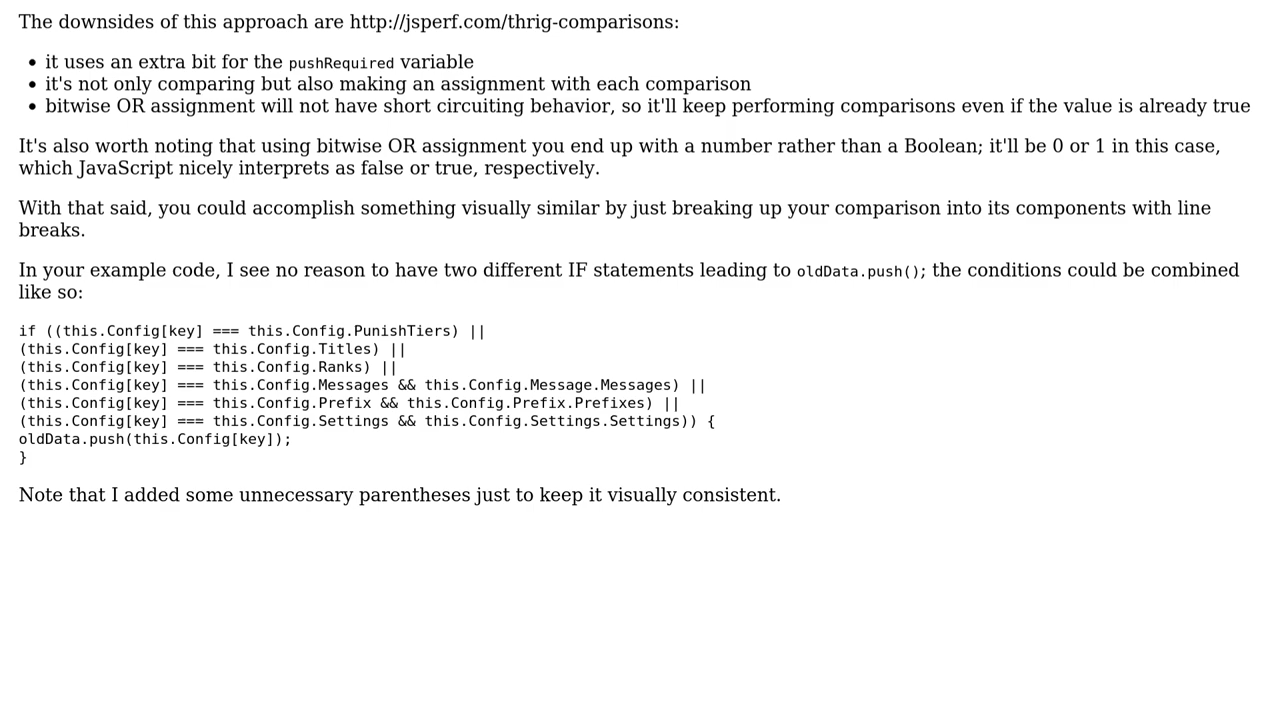 The downsides of this approach are http://jsperf.com/thrig-comparisons:
• it uses an extra bit for the pushRequired variable
• it's not only comparing but also making an assignment with each comparison
• bitwise OR assignment will not have short circuiting behavior, so it'll keep performing comparisons even if the value is already true
It's also worth noting that using bitwise OR assignment you end up with a number rather than a Boolean; it'll be 0 or 1 in this case,
which JavaScript nicely interprets as false or true, respectively.
With that said, you could accomplish something visually similar by just breaking up your comparison into its components with line
breaks.
In your example code, I see no reason to have two different IF statements leading to oldData.push(); the conditions could be combined
like so:
if ((this.Config[key] === this.Config.PunishTiers) ||
(this.Config[key] === this.Config.Titles) ||
(this.Config[key] === this.Config.Ranks) ||
(this.Config[key] === this.Config.Messages && this.Config.Message.Messages) ||
(this.Config[key] === this.Config.Prefix && this.Config.Prefix.Prefixes) ||
(this.Config[key] === this.Config.Settings && this.Config.Settings.Settings)) {
oldData.push(this.Config[key]);
}
Note that I added some unnecessary parentheses just to keep it visually consistent.